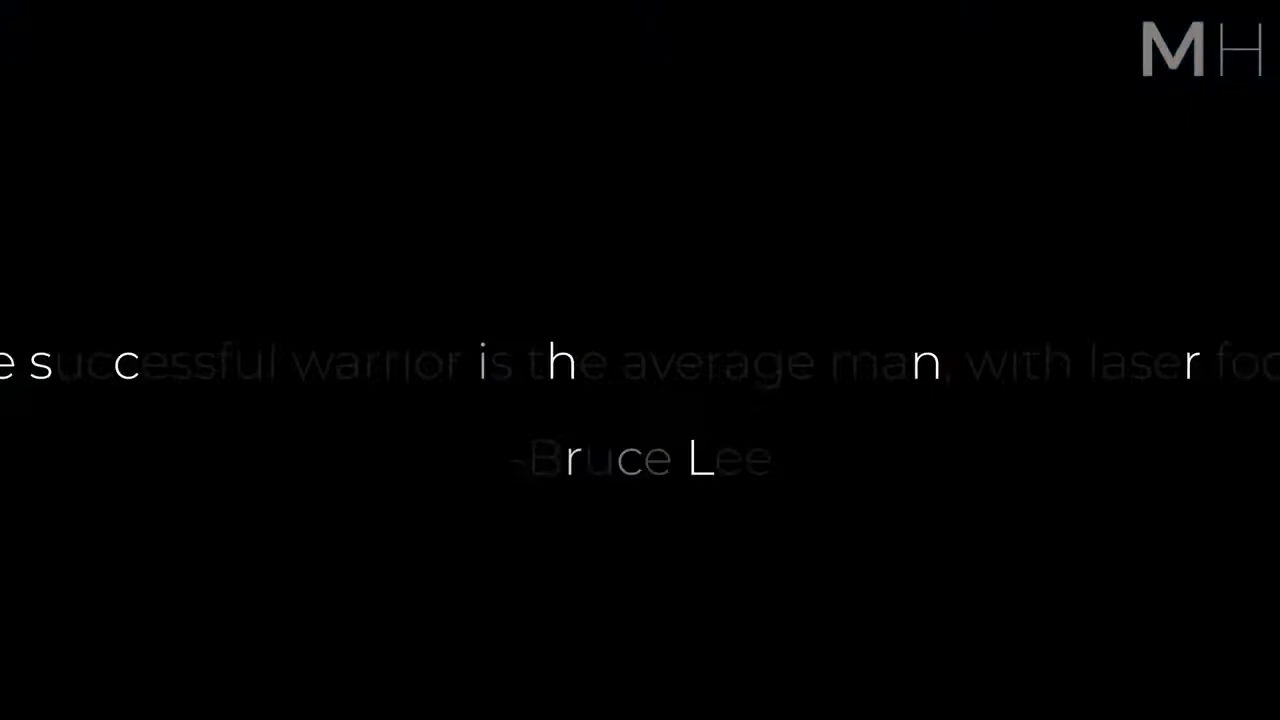 MH
e successful warrior is the average man, with laser foc
-Bruce Lee